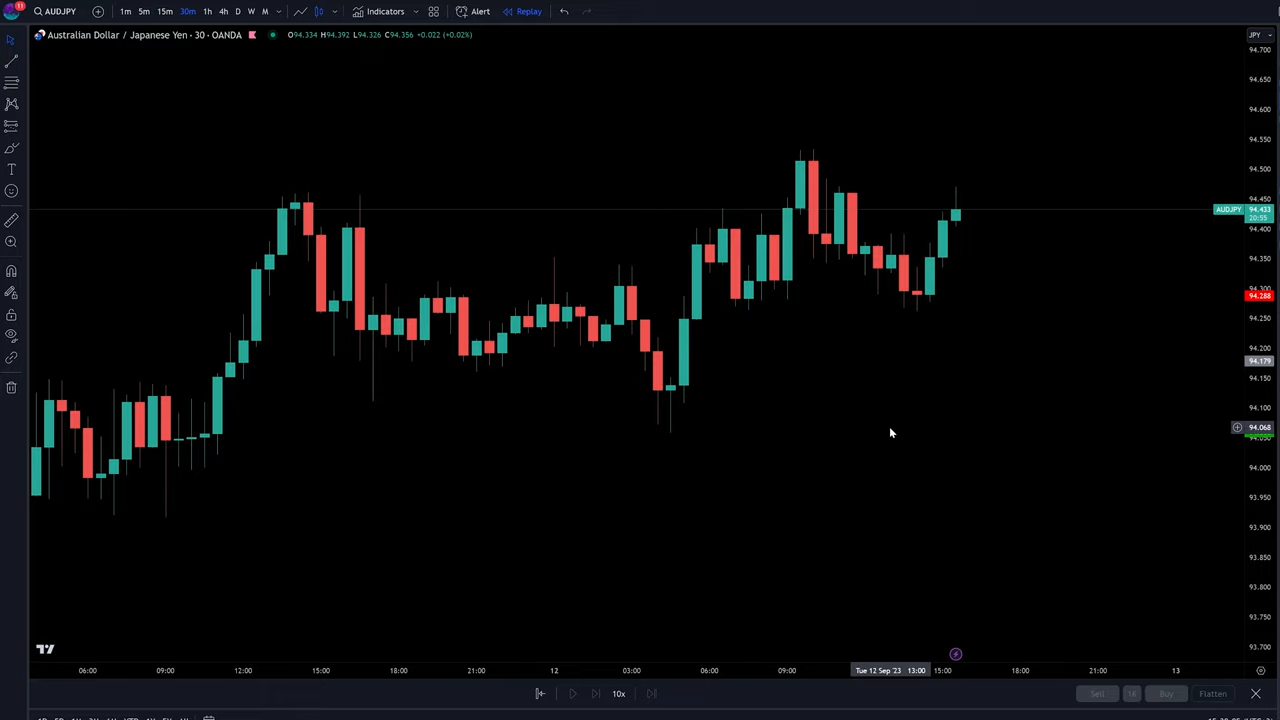 11
AUDJPY
1m 5m 15m 30m 1h 4h D W M
Indicators
Alert
Replay
Australian Dollar / Japanese Yen · 30 · OANDA
O94.334 H94.392 L94.326 C94.356 +0.022 (+0.02%)
JPY
94.700
94.650
94.600
94.550
94.500
94.450
AUDJPY 94.433
20:55
94.400
94.350
94.300
94.288
94.250
94.200
94.179
94.150
94.100
94.068
94.000
93.950
93.900
93.850
93.800
93.750
93.700
06:00 09:00 12:00 15:00 18:00 21:00 12 03:00 06:00 09:00 Tue 12 Sep '23 13:00 15:00 18:00 21:00 13
10x
Sell 1K Buy Flatten